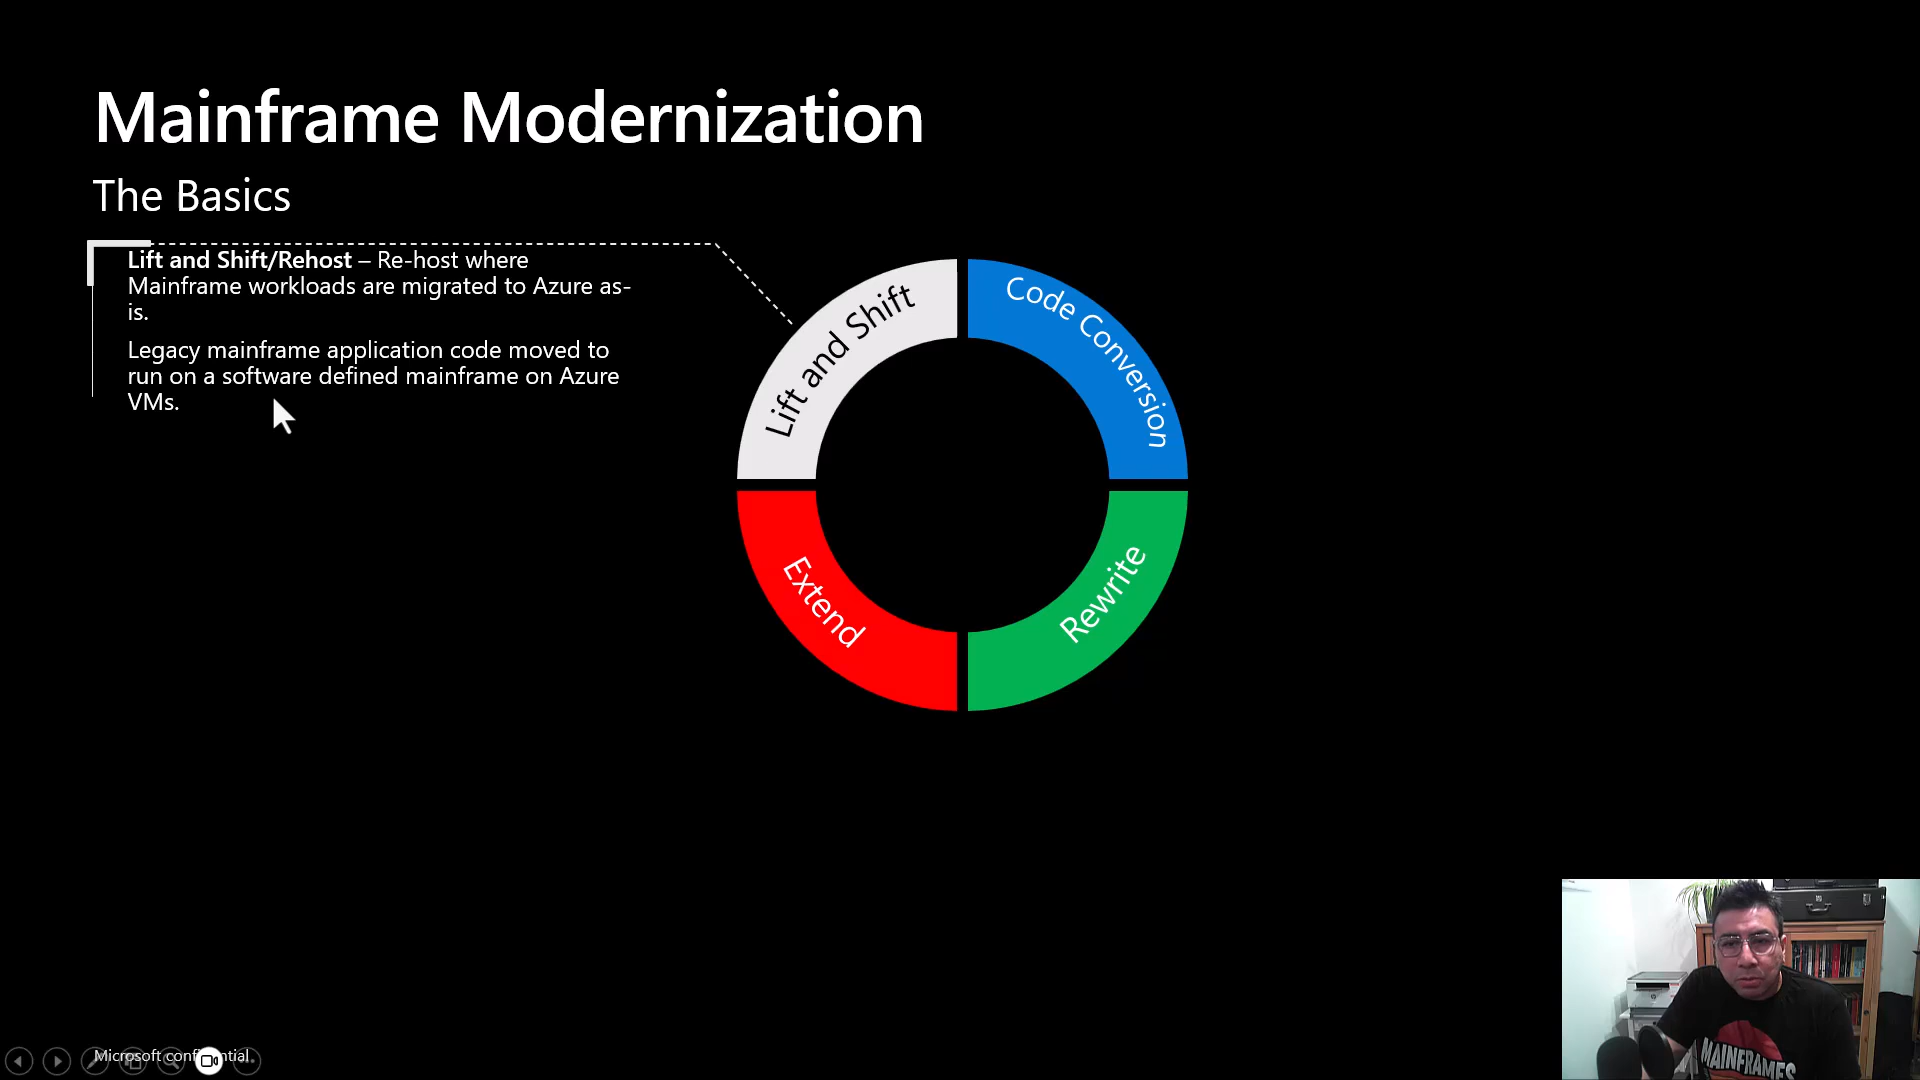 Mainframe Modernization
The Basics
Lift and Shift/Rehost – Re-host where
Mainframe workloads are migrated to Azure as-
is.
Legacy mainframe application code moved to
run on a software defined mainframe on Azure
VMs.
Lift and Shift
Code Conversion
Extend
Rewrite
Microsoft
MAINFRAMES